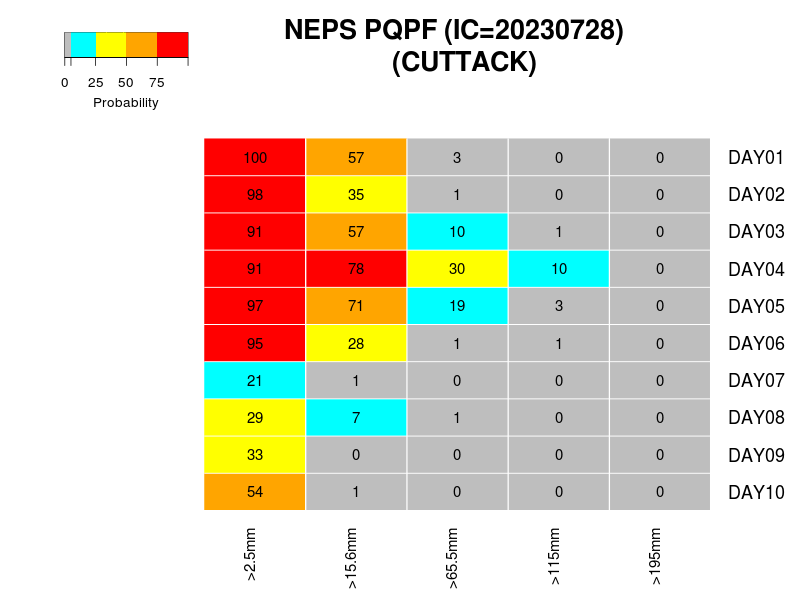 NEPS PQPF (IC=20230728)
(CUTTACK)
0 25 50 75
Probability
100 57 3 0 0 DAY01
98 35 1 0 0 DAY02
91 57 10 1 0 DAY03
91 78 30 10 0 DAY04
97 71 19 3 0 DAY05
95 28 1 1 0 DAY06
21 1 0 0 0 DAY07
29 7 1 0 0 DAY08
33 0 0 0 0 DAY09
54 1 0 0 0 DAY10
>2.5mm >15.6mm >65.5mm >115mm >195mm